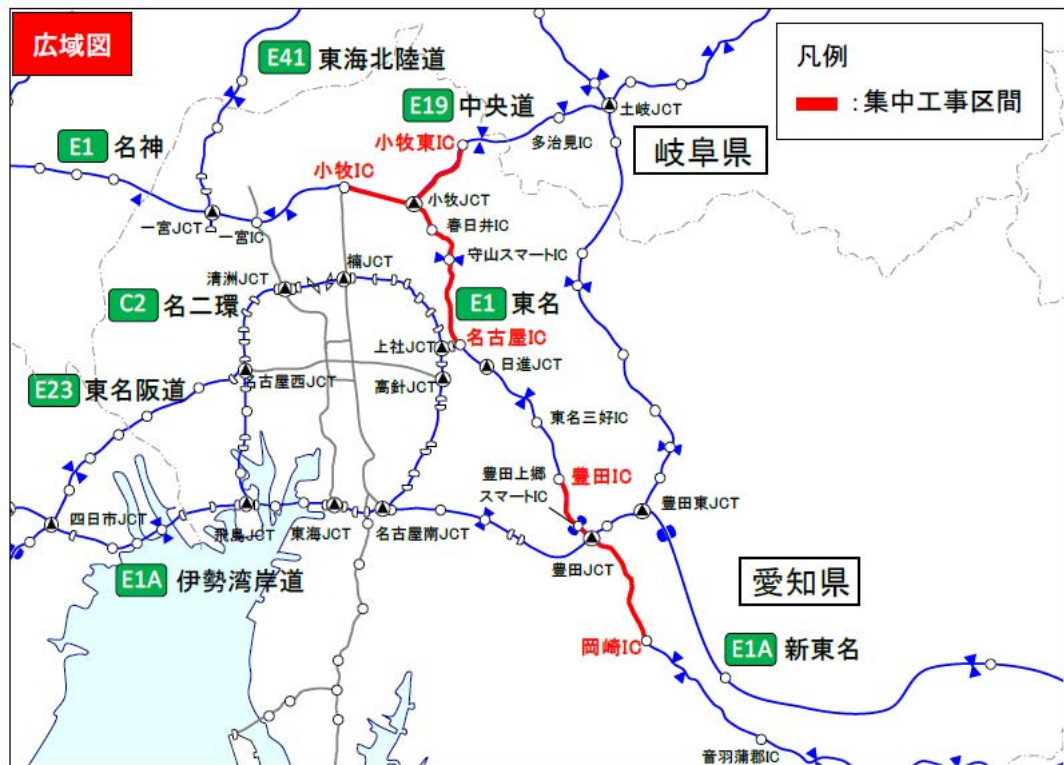 広域図
E41 東海北陸道
凡例
:集中工事区間
E19 中央道
土岐JCT
小牧東IC
多治見IC
岐阜県
E1 名神
小牧IC
小牧JCT
一宮JCT
一宮IC
春日井IC
守山スマートIC
清洲JCT
楠JCT
C2 名二環
E1 東名
名古屋IC
上社JCT
日進JCT
名古屋西JCT
高針JCT
E23 東名阪道
東名三好IC
豊田上郷
スマートIC
豊田IC
豊田東JCT
四日市JCT
飛島JCT
東海JCT
名古屋南JCT
豊田JCT
E1A 伊勢湾岸道
愛知県
岡崎IC
E1A 新東名
音羽蒲郡IC